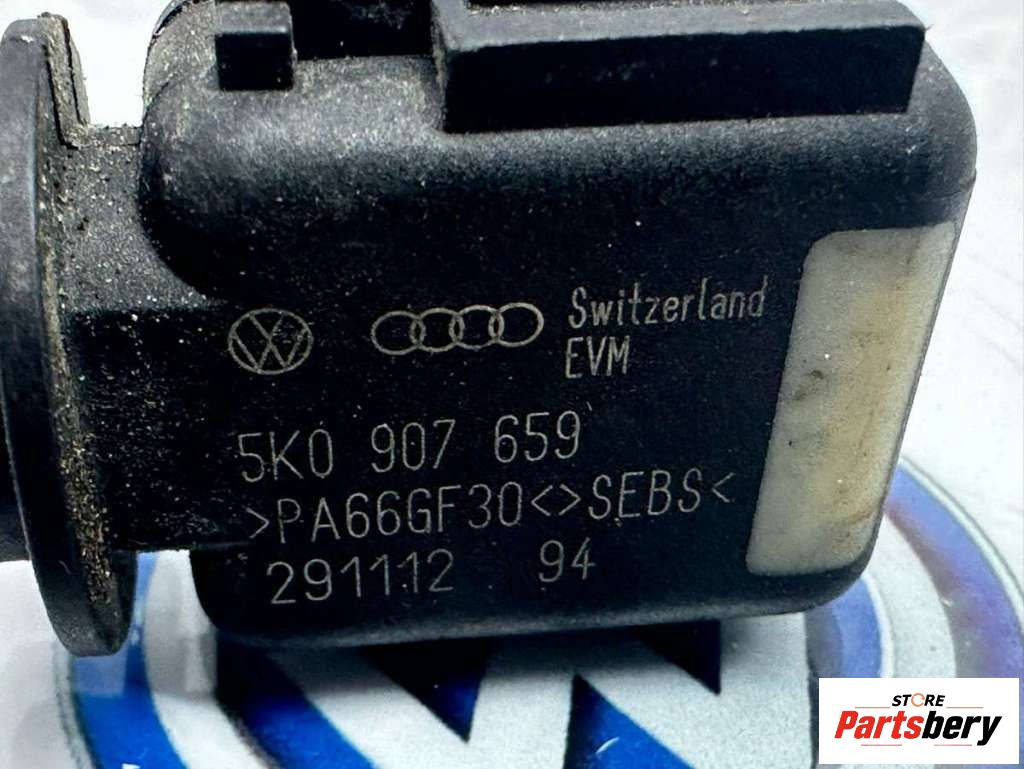 Switzerland
EVM
5K0 907 659
>PA66GF30<>SEBS<
291112 94
STORE
Partsbery